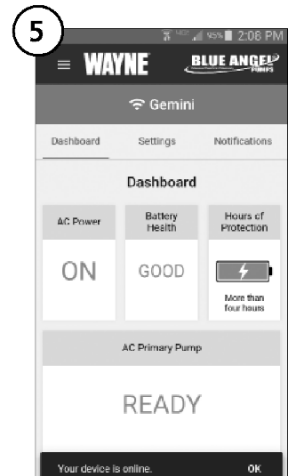 5
95% 2:08 PM
WAYNE BLUE ANGEL
PUMPS
Gemini
Dashboard Settings Notifications
Dashboard
AC Power Battery Health Hours of Protection
ON GOOD More than four hours
AC Primary Pump
READY
Your device is online. OK